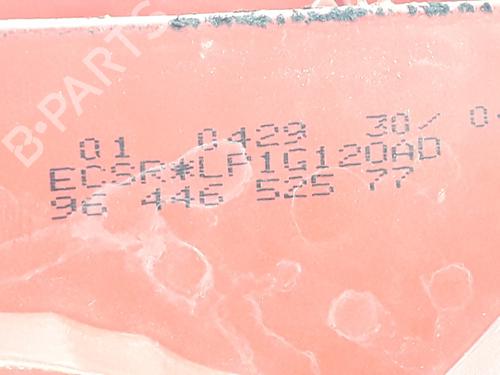 B-PARTS
01 0429 30/ 0
ECSR*LP1G120AD
96 446 525 77